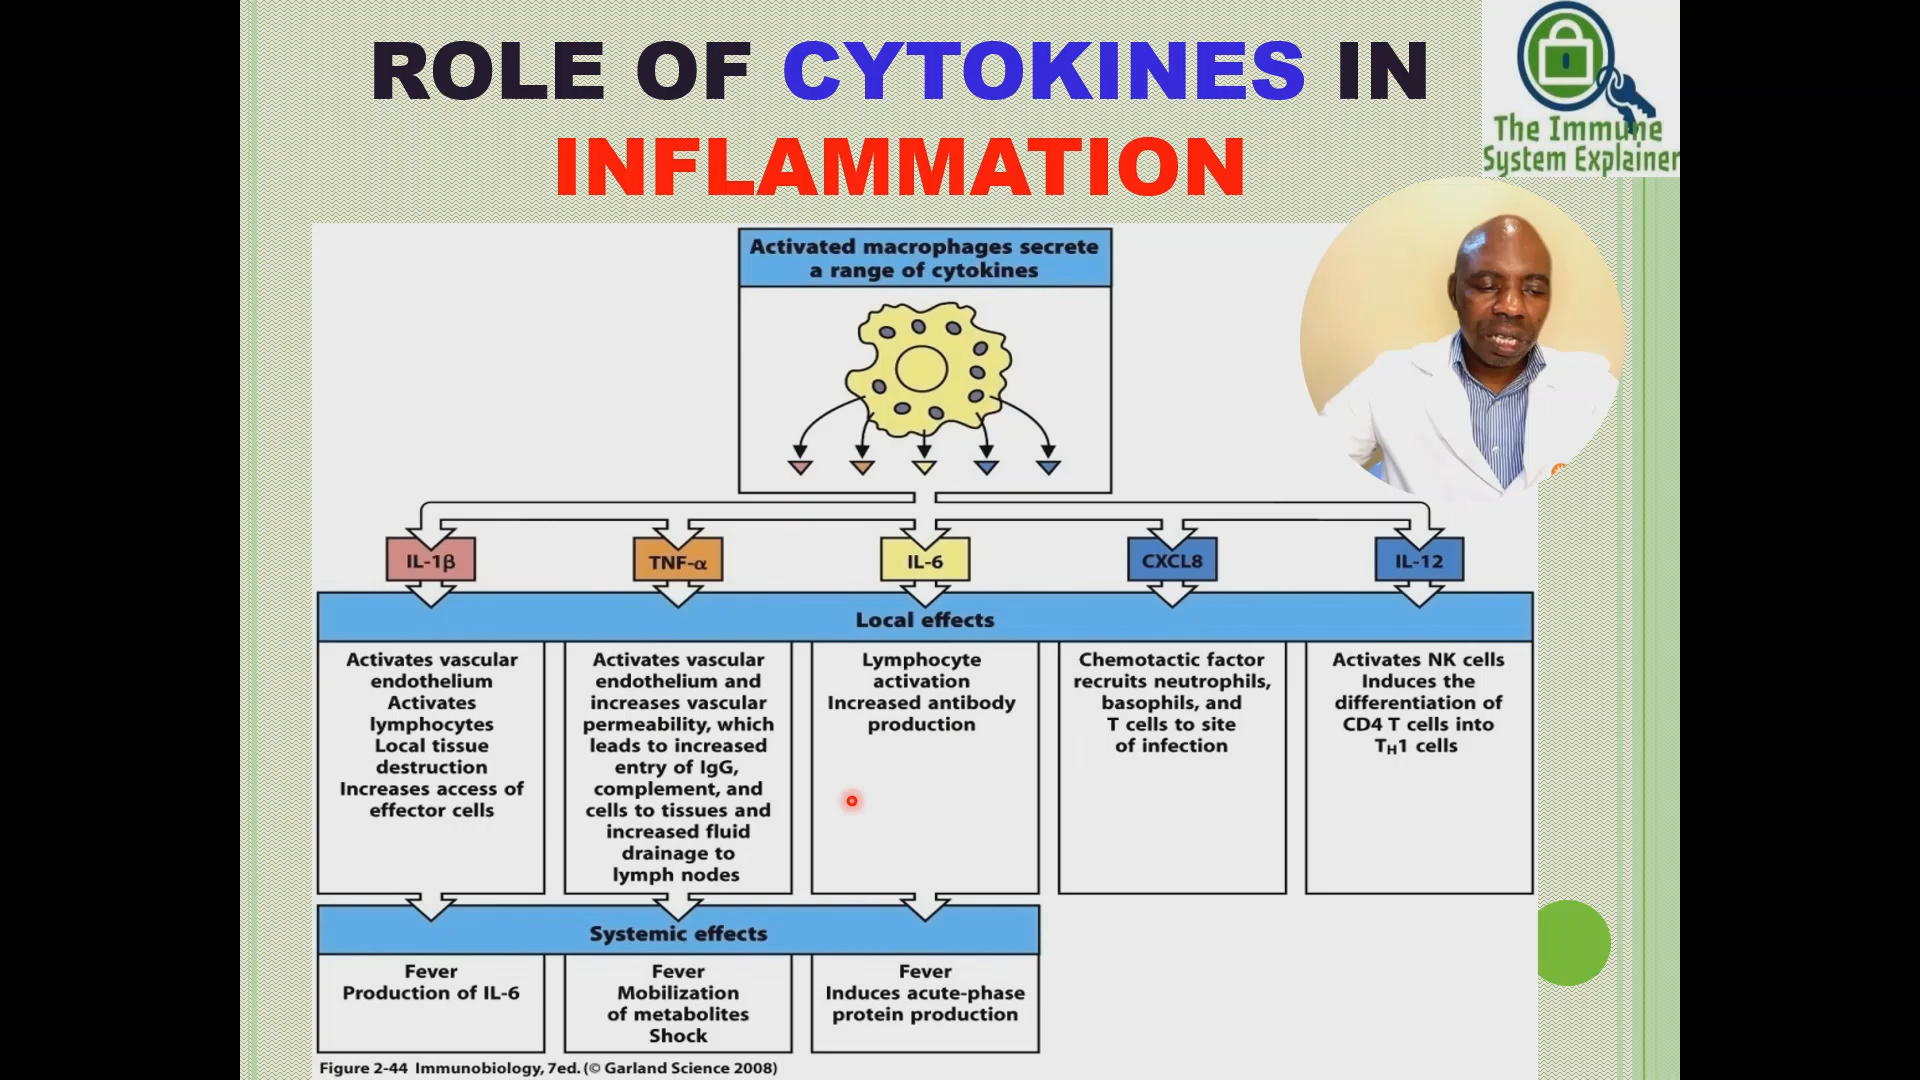 ROLE OF CYTOKINES IN
INFLAMMATION
The Immune
System Explainer
Activated macrophages secrete
a range of cytokines
IL-1β
TNF-α
IL-6
CXCL8
IL-12
Local effects
Activates vascular
endothelium
Activates
lymphocytes
Local tissue
destruction
Increases access of
effector cells
Activates vascular
endothelium and
increases vascular
permeability, which
leads to increased
entry of IgG,
complement, and
cells to tissues and
increased fluid
drainage to
lymph nodes
Lymphocyte
activation
Increased antibody
production
Chemotactic factor
recruits neutrophils,
basophils, and
T cells to site
of infection
Activates NK cells
Induces the
differentiation of
CD4 T cells into
TH1 cells
Systemic effects
Fever
Production of IL-6
Fever
Mobilization
of metabolites
Shock
Fever
Induces acute-phase
protein production
Figure 2-44 Immunobiology, 7ed. (© Garland Science 2008)